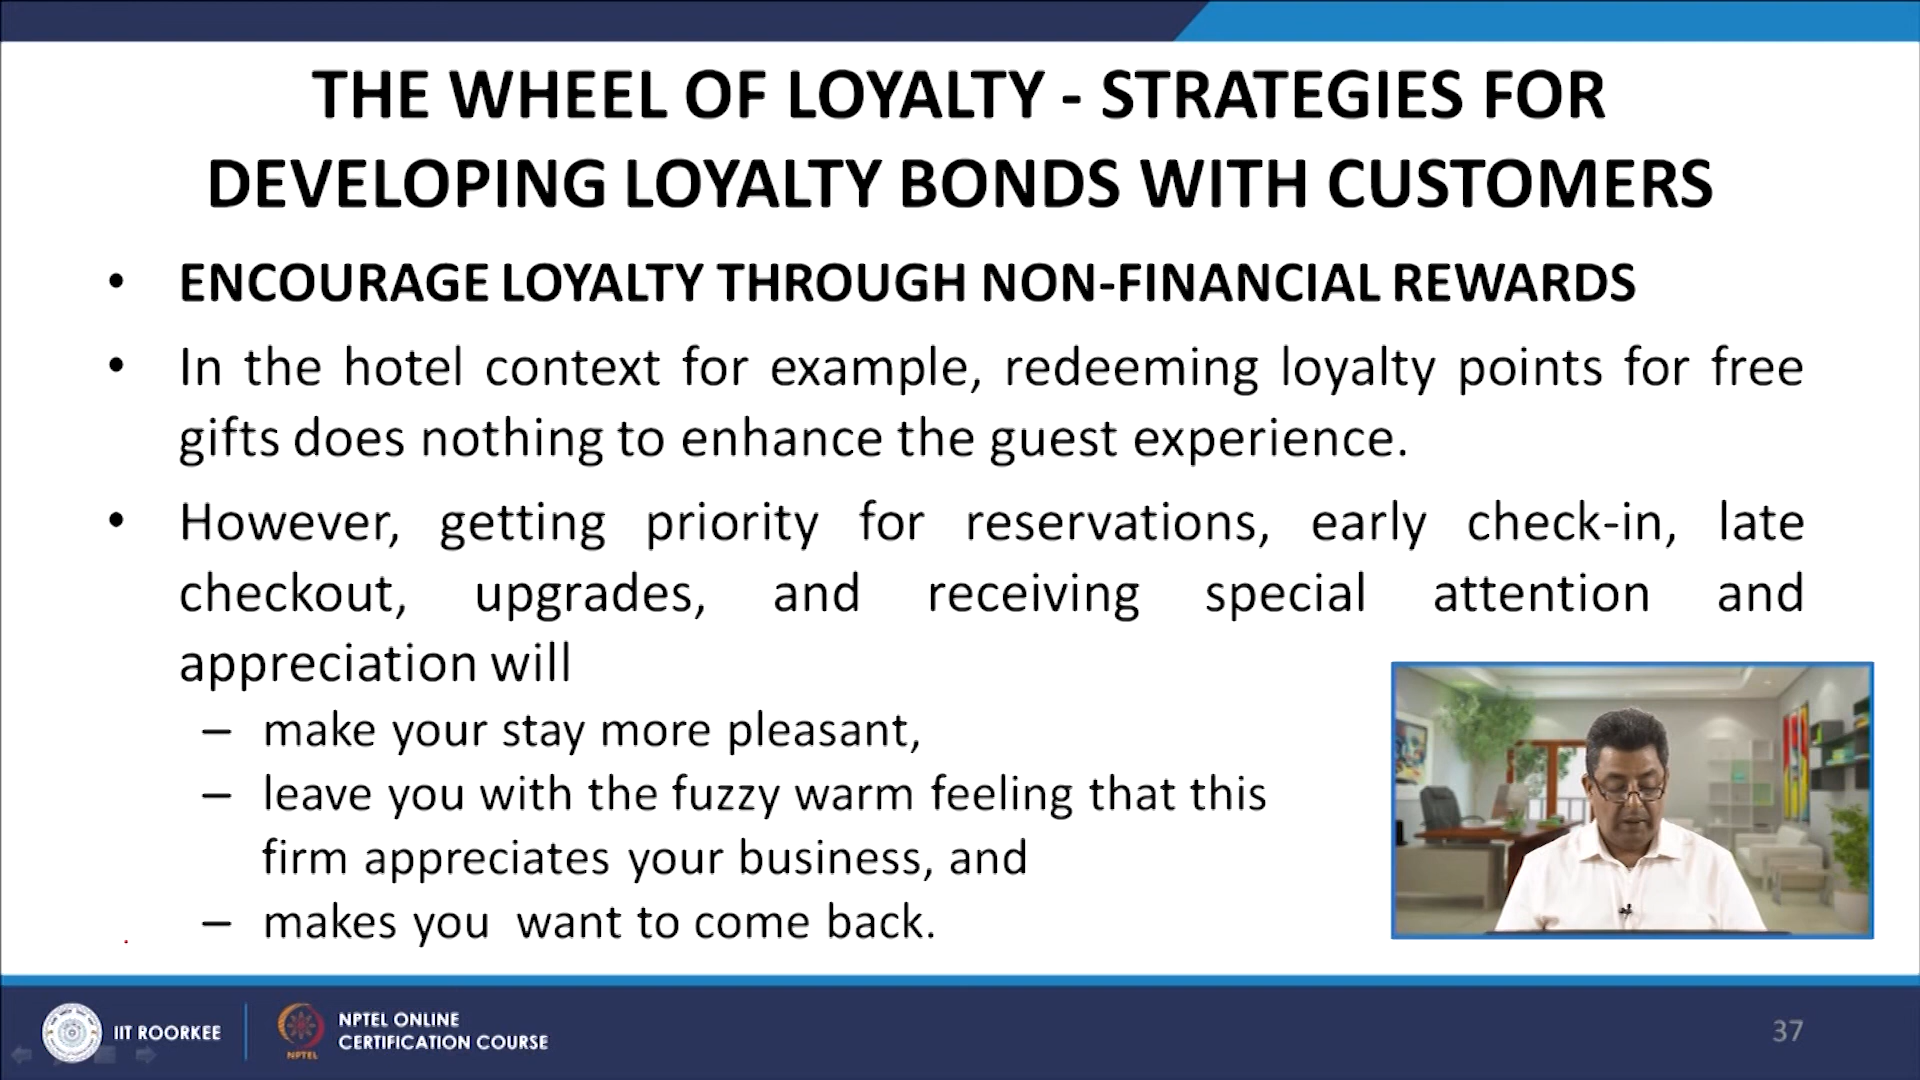 THE WHEEL OF LOYALTY - STRATEGIES FOR
DEVELOPING LOYALTY BONDS WITH CUSTOMERS
• ENCOURAGE LOYALTY THROUGH NON-FINANCIAL REWARDS
• In the hotel context for example, redeeming loyalty points for free
gifts does nothing to enhance the guest experience.
• However, getting priority for reservations, early check-in, late
checkout, upgrades, and receiving special attention and
appreciation will
– make your stay more pleasant,
– leave you with the fuzzy warm feeling that this
firm appreciates your business, and
– makes you want to come back.
IIT ROORKEE
NPTEL
NPTEL ONLINE
CERTIFICATION COURSE
37